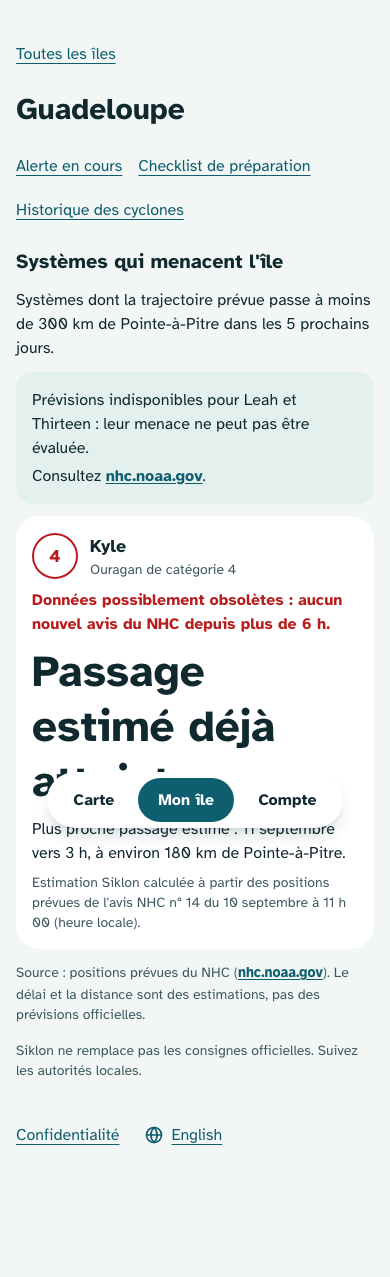 Toutes les îles
Guadeloupe
Alerte en cours Checklist de préparation
Historique des cyclones
Systèmes qui menacent l'île
Systèmes dont la trajectoire prévue passe à moins
de 300 km de Pointe-à-Pitre dans les 5 prochains
jours.
Prévisions indisponibles pour Leah et
Thirteen : leur menace ne peut pas être
évaluée.
Consultez nhc.noaa.gov.
4
Kyle
Ouragan de catégorie 4
Données possiblement obsolètes : aucun
nouvel avis du NHC depuis plus de 6 h.
Passage
estimé déjà
Carte Mon île Compte
Plus proche passage estimé : 11 septembre
vers 3 h, à environ 180 km de Pointe-à-Pitre.
Estimation Siklon calculée à partir des positions
prévues de l'avis NHC n° 14 du 10 septembre à 11 h
00 (heure locale).
Source : positions prévues du NHC (nhc.noaa.gov). Le
délai et la distance sont des estimations, pas des
prévisions officielles.
Siklon ne remplace pas les consignes officielles. Suivez
les autorités locales.
Confidentialité English